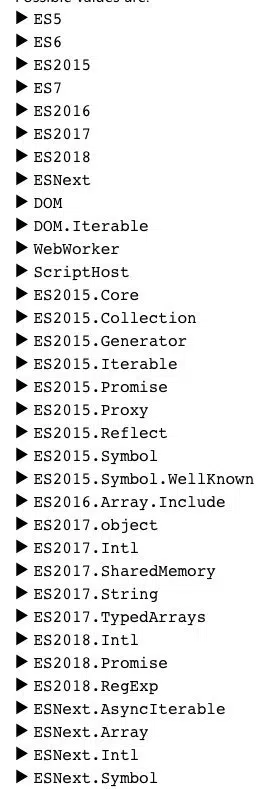 Possible values are:
▶ ES5
▶ ES6
▶ ES2015
▶ ES7
▶ ES2016
▶ ES2017
▶ ES2018
▶ ESNext
▶ DOM
▶ DOM.Iterable
▶ WebWorker
▶ ScriptHost
▶ ES2015.Core
▶ ES2015.Collection
▶ ES2015.Generator
▶ ES2015.Iterable
▶ ES2015.Promise
▶ ES2015.Proxy
▶ ES2015.Reflect
▶ ES2015.Symbol
▶ ES2015.Symbol.WellKnown
▶ ES2016.Array.Include
▶ ES2017.object
▶ ES2017.Intl
▶ ES2017.SharedMemory
▶ ES2017.String
▶ ES2017.TypedArrays
▶ ES2018.Intl
▶ ES2018.Promise
▶ ES2018.RegExp
▶ ESNext.AsyncIterable
▶ ESNext.Array
▶ ESNext.Intl
▶ ESNext.Symbol